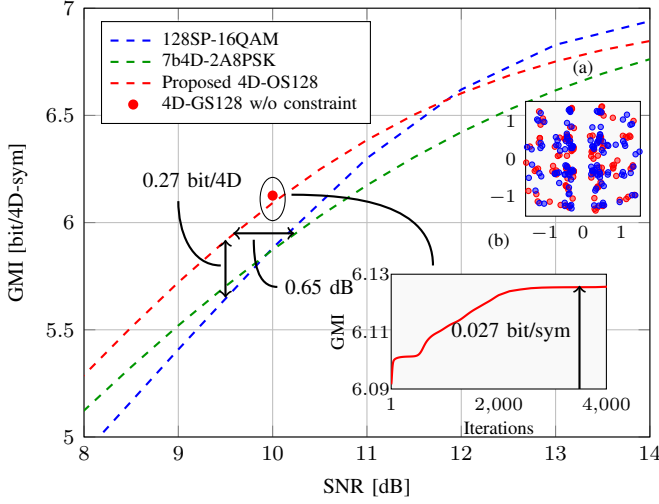 7
6.5
6
5.5
5
8
9
10
11
12
13
14
SNR [dB]
GMI [bit/4D-sym]
128SP-16QAM
7b4D-2A8PSK
Proposed 4D-OS128
4D-GS128 w/o constraint
(a)
1
0
−1
−1
0
1
0.27 bit/4D
(b)
0.65 dB
6.13
6.11
6.09
GMI
0.027 bit/sym
1
2,000
4,000
Iterations